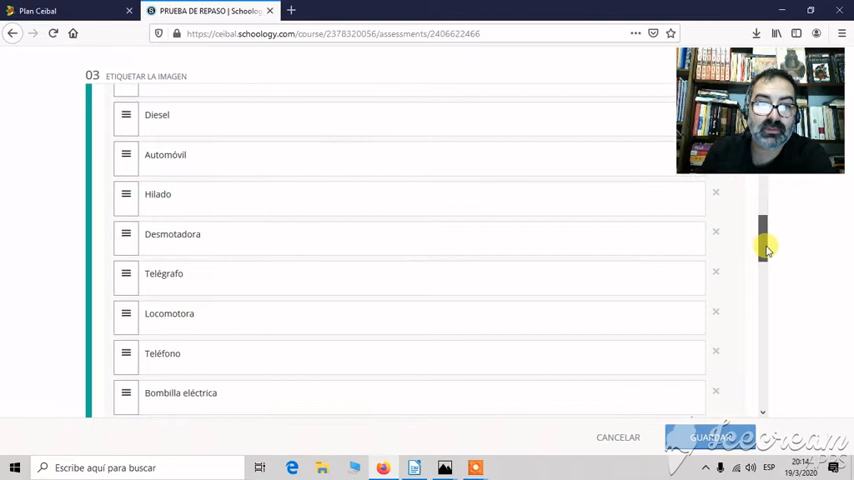 Plan Ceibal
PRUEBA DE REPASO | Schoology
https://ceibal.schoology.com/course/2378320056/assessments/2406622466
03 ETIQUETAR LA IMAGEN
Diesel
Automóvil
Hilado
Desmotadora
Telégrafo
Locomotora
Teléfono
Bombilla eléctrica
CANCELAR
GUARDAR
Icecream
APPS
Escribe aquí para buscar
ESP
20:14
19/3/2020